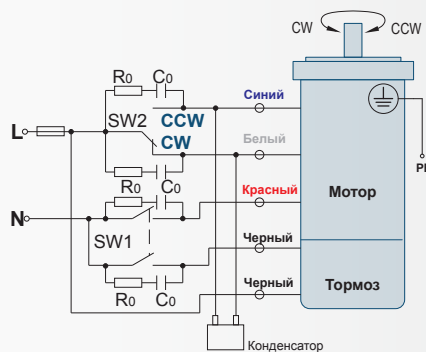 CW CCW
R0 C0
Синий
L SW2 CCW
CW
Белый
PI
R0 C0
Красный
Мотор
N
SW1
Черный
R0 C0
Черный
Тормоз
Конденсатор